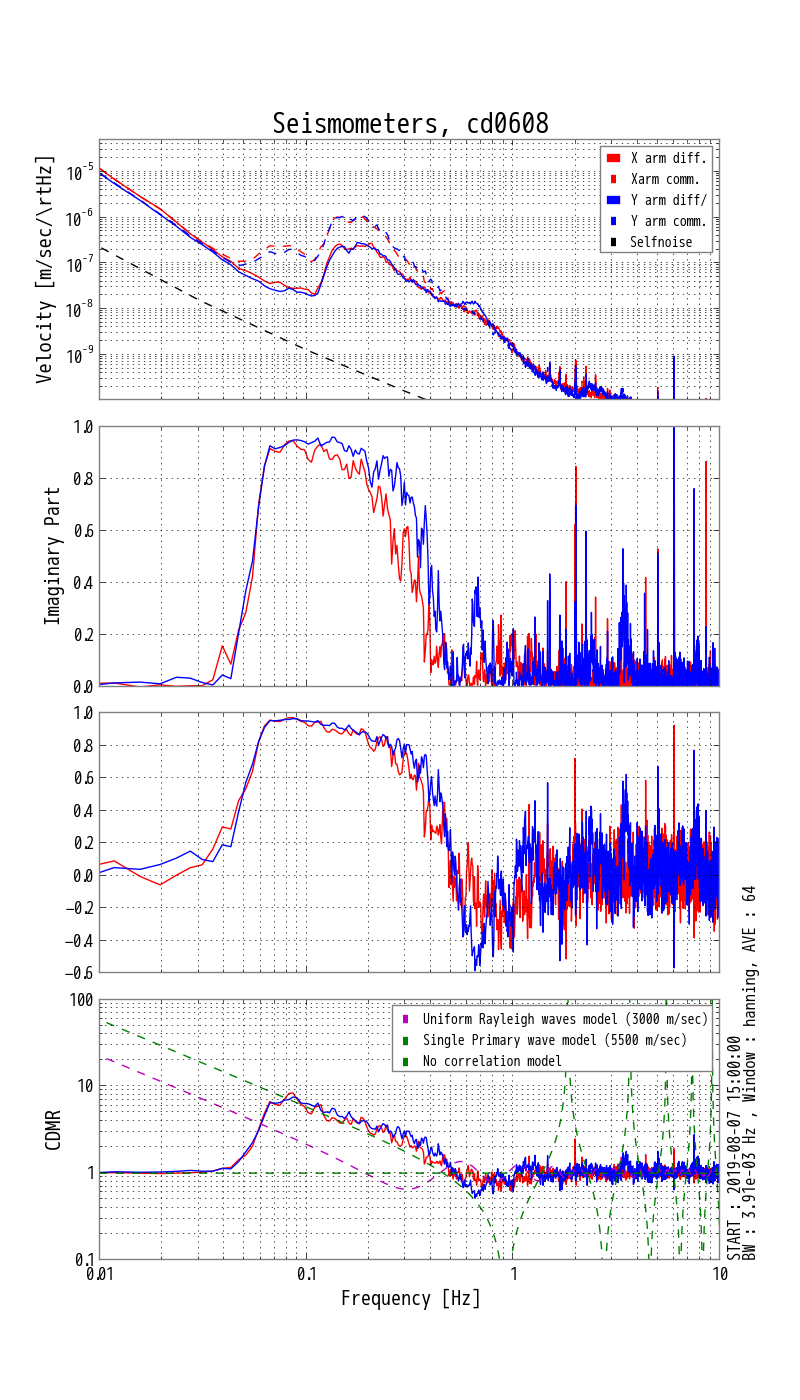 Seismometers, cd0608
Velocity [m/sec/\rtHz]
10⁻⁵
10⁻⁶
10⁻⁷
10⁻⁸
10⁻⁹
X arm diff.
Xarm comm.
Y arm diff/
Y arm comm.
Selfnoise
Imaginary Part
1.0
0.8
0.6
0.4
0.2
0.0
1.0
0.8
0.6
0.4
0.2
0.0
−0.2
−0.4
−0.6
CDMR
100
10
1
0.1
Uniform Rayleigh waves model (3000 m/sec)
Single Primary wave model (5500 m/sec)
No correlation model
0.01
0.1
1
10
Frequency [Hz]
START : 2019-08-07 15:00:00
BW : 3.91e-03 Hz , Window : hanning, AVE : 64